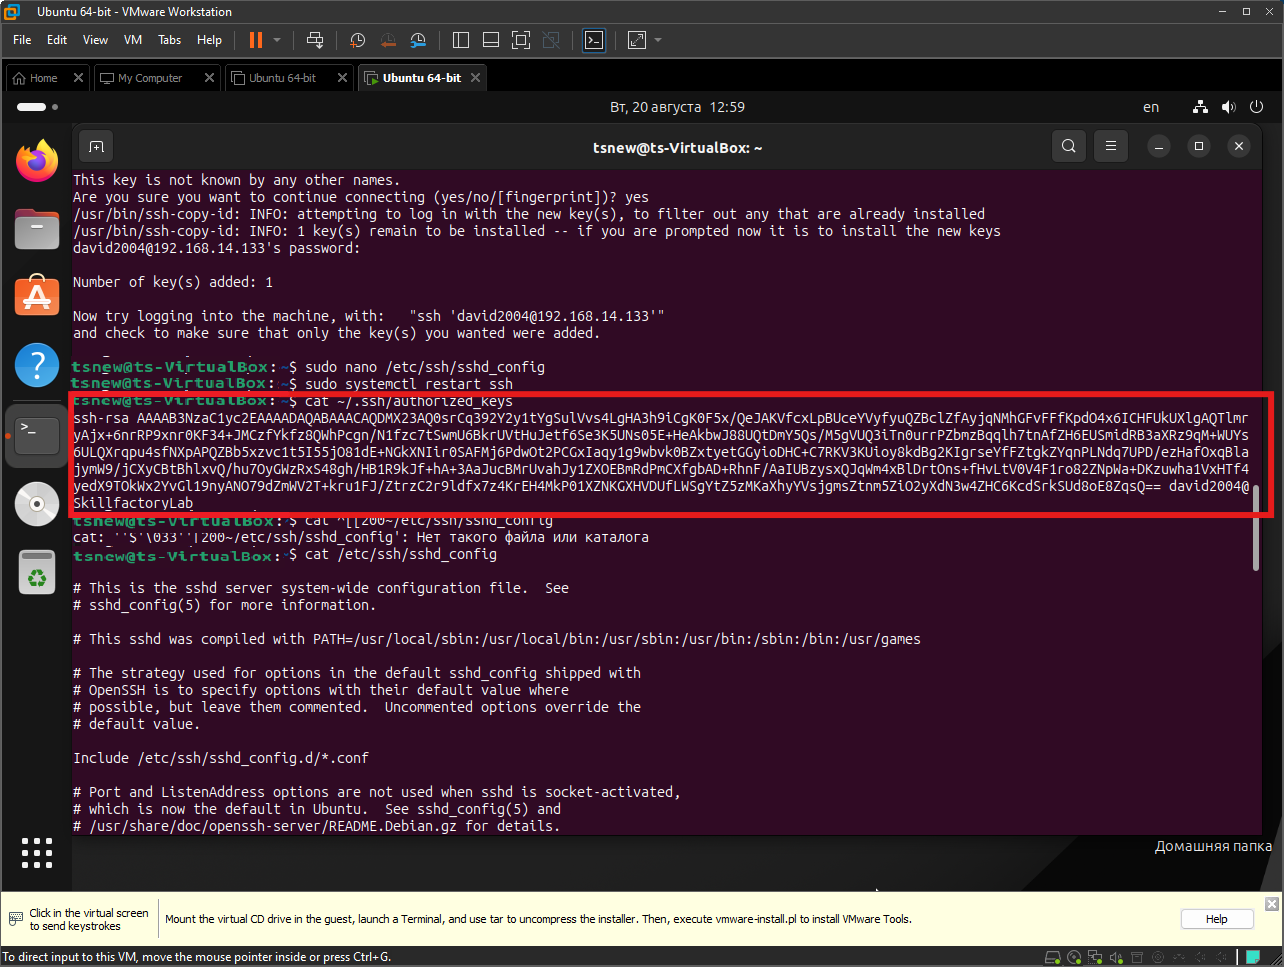 Ubuntu 64-bit - VMware Workstation
File Edit View VM Tabs Help
Home My Computer Ubuntu 64-bit Ubuntu 64-bit
Вт, 20 августа 12:59
en
tsnew@ts-VirtualBox: ~
This key is not known by any other names.
Are you sure you want to continue connecting (yes/no/[fingerprint])? yes
/usr/bin/ssh-copy-id: INFO: attempting to log in with the new key(s), to filter out any that are already installed
/usr/bin/ssh-copy-id: INFO: 1 key(s) remain to be installed -- if you are prompted now it is to install the new keys
david2004@192.168.14.133's password:
Number of key(s) added: 1
Now try logging into the machine, with:   "ssh 'david2004@192.168.14.133'"
and check to make sure that only the key(s) you wanted were added.
tsnew@ts-VirtualBox:~$ sudo nano /etc/ssh/sshd_config
tsnew@ts-VirtualBox:~$ sudo systemctl restart ssh
tsnew@ts-VirtualBox:~$ cat ~/.ssh/authorized_keys
ssh-rsa AAAAB3NzaC1yc2EAAAADAQABAAACAQDMX23AQ0srCq392Y2y1tYgSulVvs4LgHA3h9iCgK0F5x/QeJAKVfcxLpBUceYVyfyuQZBclZfAyjqNMhGFvFFfKpdO4x6ICHFUkUXlgAQTlmr
yAjx+6nrRP9xnr0KF34+JMCzfYkfz8QWhPcgn/N1fzc7tSwmU6BkrUVtHuJetf6Se3K5UNs05E+HeAkbwJ88UQtDmY5Qs/M5gVUQ3iTn0urrPZbmzBqqlh7tnAfZH6EUSmidRB3aXRz9qM+WUYs
6ULQXrqpu4sfNXpAPQZBb5xzvc1t5I55jO81dE+NGkXNIir0SAFMj6PdwOt2PCGxIaqy1g9wbvk0BZxtyetGGyioDHC+C7RKV3KUioy8kdBg2KIgrseYfFZtgkZYqnPLNdq7UPD/ezHafOxqBla
jymW9/jCXyCBtBhlxvQ/hu7OyGWzRxS48gh/HB1R9kJf+hA+3AaJucBMrUvahJy1ZXOEBmRdPmCXfgbAD+RhnF/AaIUBzysxQJqWm4xBlDrtOns+fHvLtV0V4F1ro82ZNpWa+DKzuwha1VxHTf4
yedX9TOkWx2YvGl19nyANO79dZmWV2T+kru1FJ/ZtrzC2r9ldfx7z4KrEH4MkP01XZNKGXHVDUfLWSgYtZ5zMKaXhyYVsjgmsZtnm5ZiO2yXdN3w4ZHC6KcdSrkSUd8oE8ZqsQ== david2004@
SkillfactoryLab
tsnew@ts-VirtualBox:~$ cat ^[[200~/etc/ssh/sshd_config
cat: ''$'\033''[200~/etc/ssh/sshd_config': Нет такого файла или каталога
tsnew@ts-VirtualBox:~$ cat /etc/ssh/sshd_config
# This is the sshd server system-wide configuration file.  See
# sshd_config(5) for more information.
# This sshd was compiled with PATH=/usr/local/sbin:/usr/local/bin:/usr/sbin:/usr/bin:/sbin:/bin:/usr/games
# The strategy used for options in the default sshd_config shipped with
# OpenSSH is to specify options with their default value where
# possible, but leave them commented.  Uncommented options override the
# default value.
Include /etc/ssh/sshd_config.d/*.conf
# Port and ListenAddress options are not used when sshd is socket-activated,
# which is now the default in Ubuntu.  See sshd_config(5) and
# /usr/share/doc/openssh-server/README.Debian.gz for details.
Домашняя папка
Click in the virtual screen
to send keystrokes
Mount the virtual CD drive in the guest, launch a Terminal, and use tar to uncompress the installer. Then, execute vmware-install.pl to install VMware Tools.
Help
To direct input to this VM, move the mouse pointer inside or press Ctrl+G.